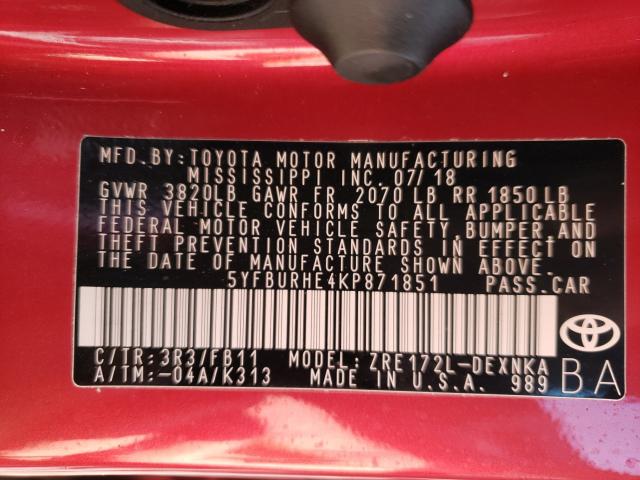 MFD.BY:TOYOTA MOTOR MANUFACTURING
MISSISSIPPI INC. 07/18
GVWR 3820LB GAWR FR 2070 LB RR 1850 LB
THIS VEHICLE CONFORMS TO ALL APPLICABLE
FEDERAL MOTOR VEHICLE SAFETY,BUMPER,AND
THEFT PREVENTION STANDARDS IN EFFECT ON
THE DATE OF MANUFACTURE SHOWN ABOVE.
5YFBURHE4KP871851 PASS.CAR
C/TR:3R3/FB11 MODEL:ZRE172L-DEXNKA
A/TM:-04A/K313 MADE IN U.S.A. 989
BA